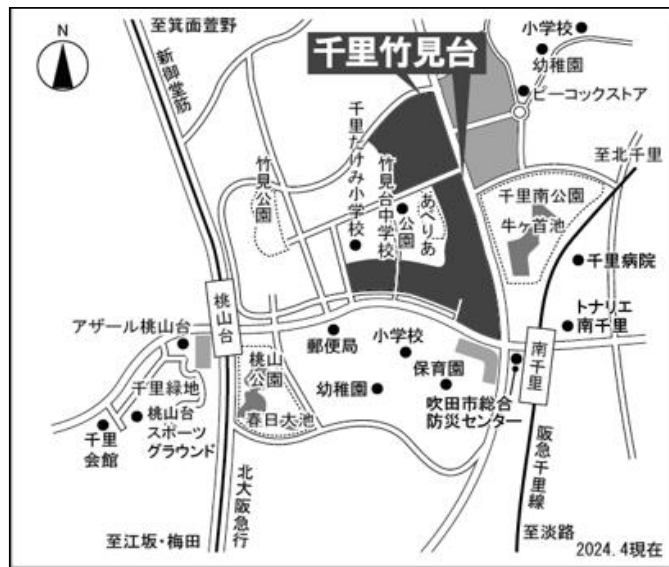 至箕面萱野
N
新御堂筋
千里竹見台
小学校
幼稚園
ピーコックストア
至北千里
千里南公園
牛ヶ首池
千里病院
トナリエ
南千里
竹見公園
千里たけみ小学校
竹見台中学校
公園
あぺりあ
桃山台
アザール桃山台
郵便局
小学校
保育園
幼稚園
桃山
公園
春日大池
千里緑地
桃山台
スポーツ
グラウンド
千里
会館
南千里
吹田市総合
防災センター
阪急千里線
北大阪急行
至江坂・梅田
至淡路
2024.4現在